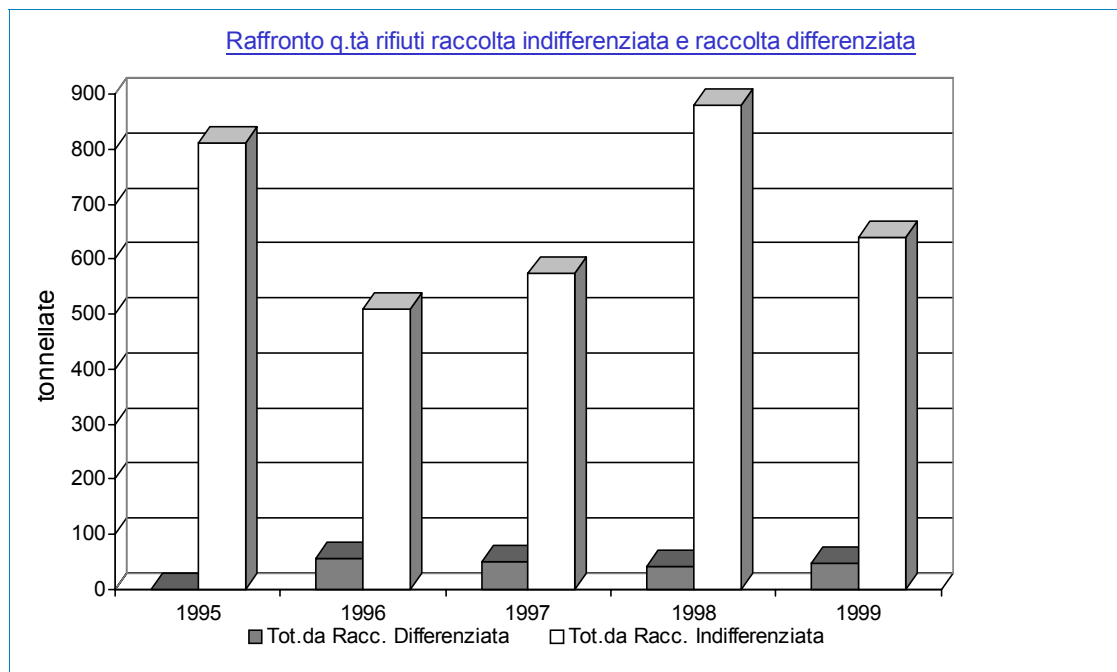 Raffronto q.tà rifiuti raccolta indifferenziata e raccolta differenziata
900
800
700
600
500
400
300
200
100
0
tonnellate
1995 1996 1997 1998 1999
Tot.da Racc. Differenziata Tot.da Racc. Indifferenziata